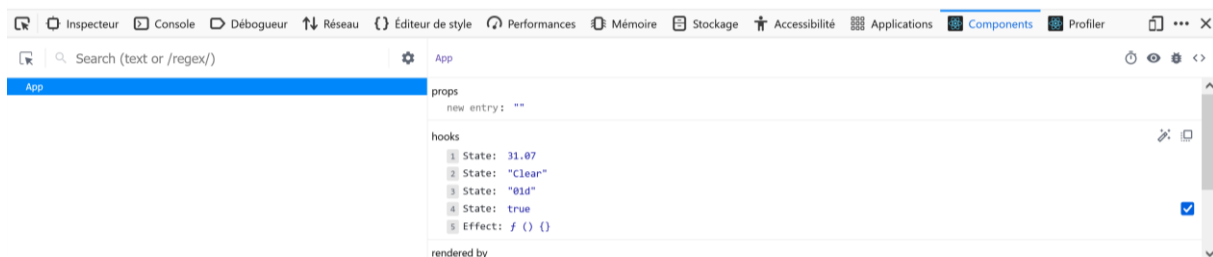 Inspecteur Console Débogueur Réseau {} Éditeur de style Performances Mémoire Stockage Accessibilité Applications Components Profiler
Search (text or /regex/) App
App
props
new entry: ""
hooks
1 State: 31.07
2 State: "Clear"
3 State: "01d"
4 State: true
5 Effect: ƒ () {}
rendered by